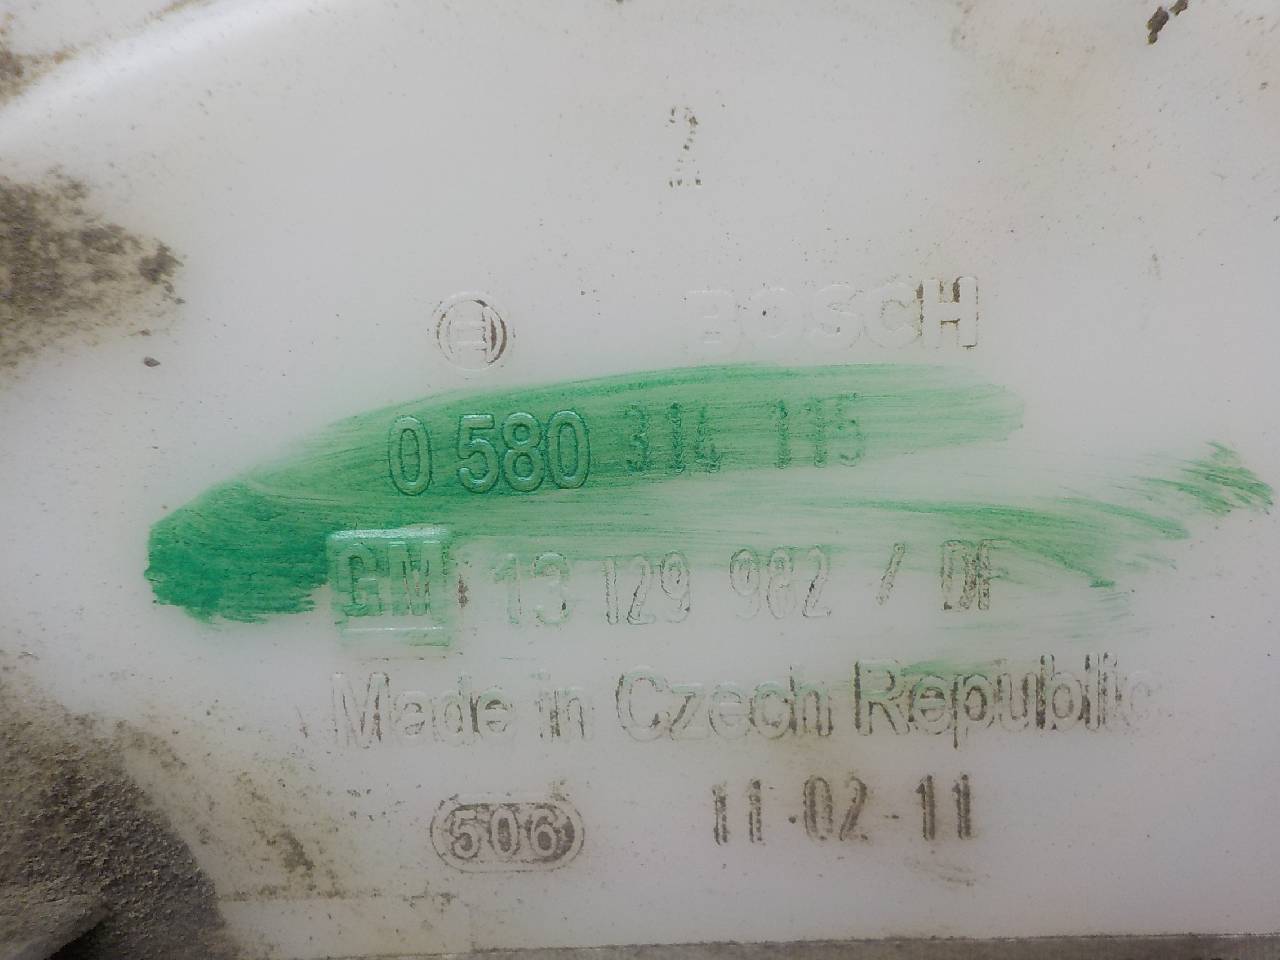 2
BOSCH
0 580 314 115
GM 13 129 982 / DF
Made in Czech Republic
506 11-02-11